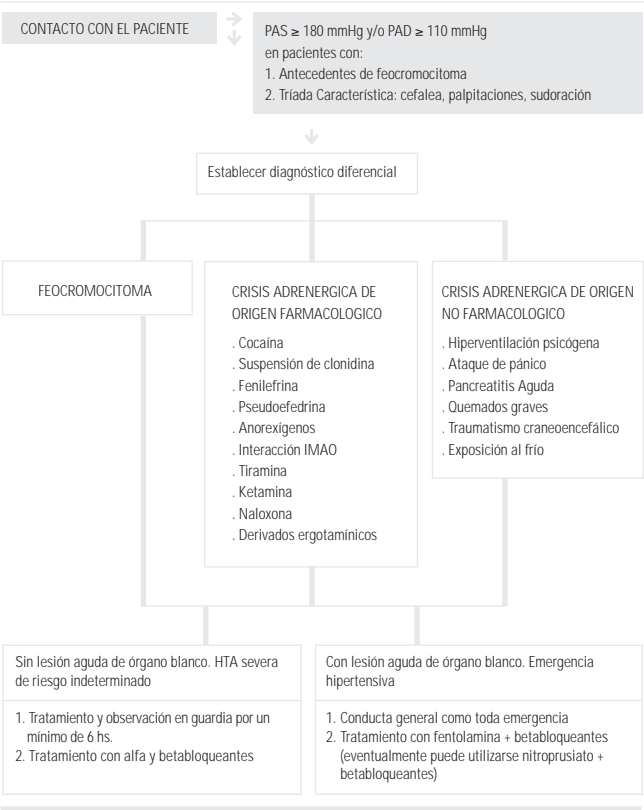 CONTACTO CON EL PACIENTE
PAS ≥ 180 mmHg y/o PAD ≥ 110 mmHg
en pacientes con:
1. Antecedentes de feocromocitoma
2. Tríada Característica: cefalea, palpitaciones, sudoración
Establecer diagnóstico diferencial
FEOCROMOCITOMA
CRISIS ADRENERGICA DE
ORIGEN FARMACOLOGICO
. Cocaína
. Suspensión de clonidina
. Fenilefrina
. Pseudoefedrina
. Anorexígenos
. Interacción IMAO
. Tiramina
. Ketamina
. Naloxona
. Derivados ergotamínicos
CRISIS ADRENERGICA DE ORIGEN
NO FARMACOLOGICO
. Hiperventilación psicógena
. Ataque de pánico
. Pancreatitis Aguda
. Quemados graves
. Traumatismo craneoencefálico
. Exposición al frío
Sin lesión aguda de órgano blanco. HTA severa
de riesgo indeterminado
1. Tratamiento y observación en guardia por un
mínimo de 6 hs.
2. Tratamiento con alfa y betabloqueantes
Con lesión aguda de órgano blanco. Emergencia
hipertensiva
1. Conducta general como toda emergencia
2. Tratamiento con fentolamina + betabloqueantes
(eventualmente puede utilizarse nitroprusiato +
betabloqueantes)